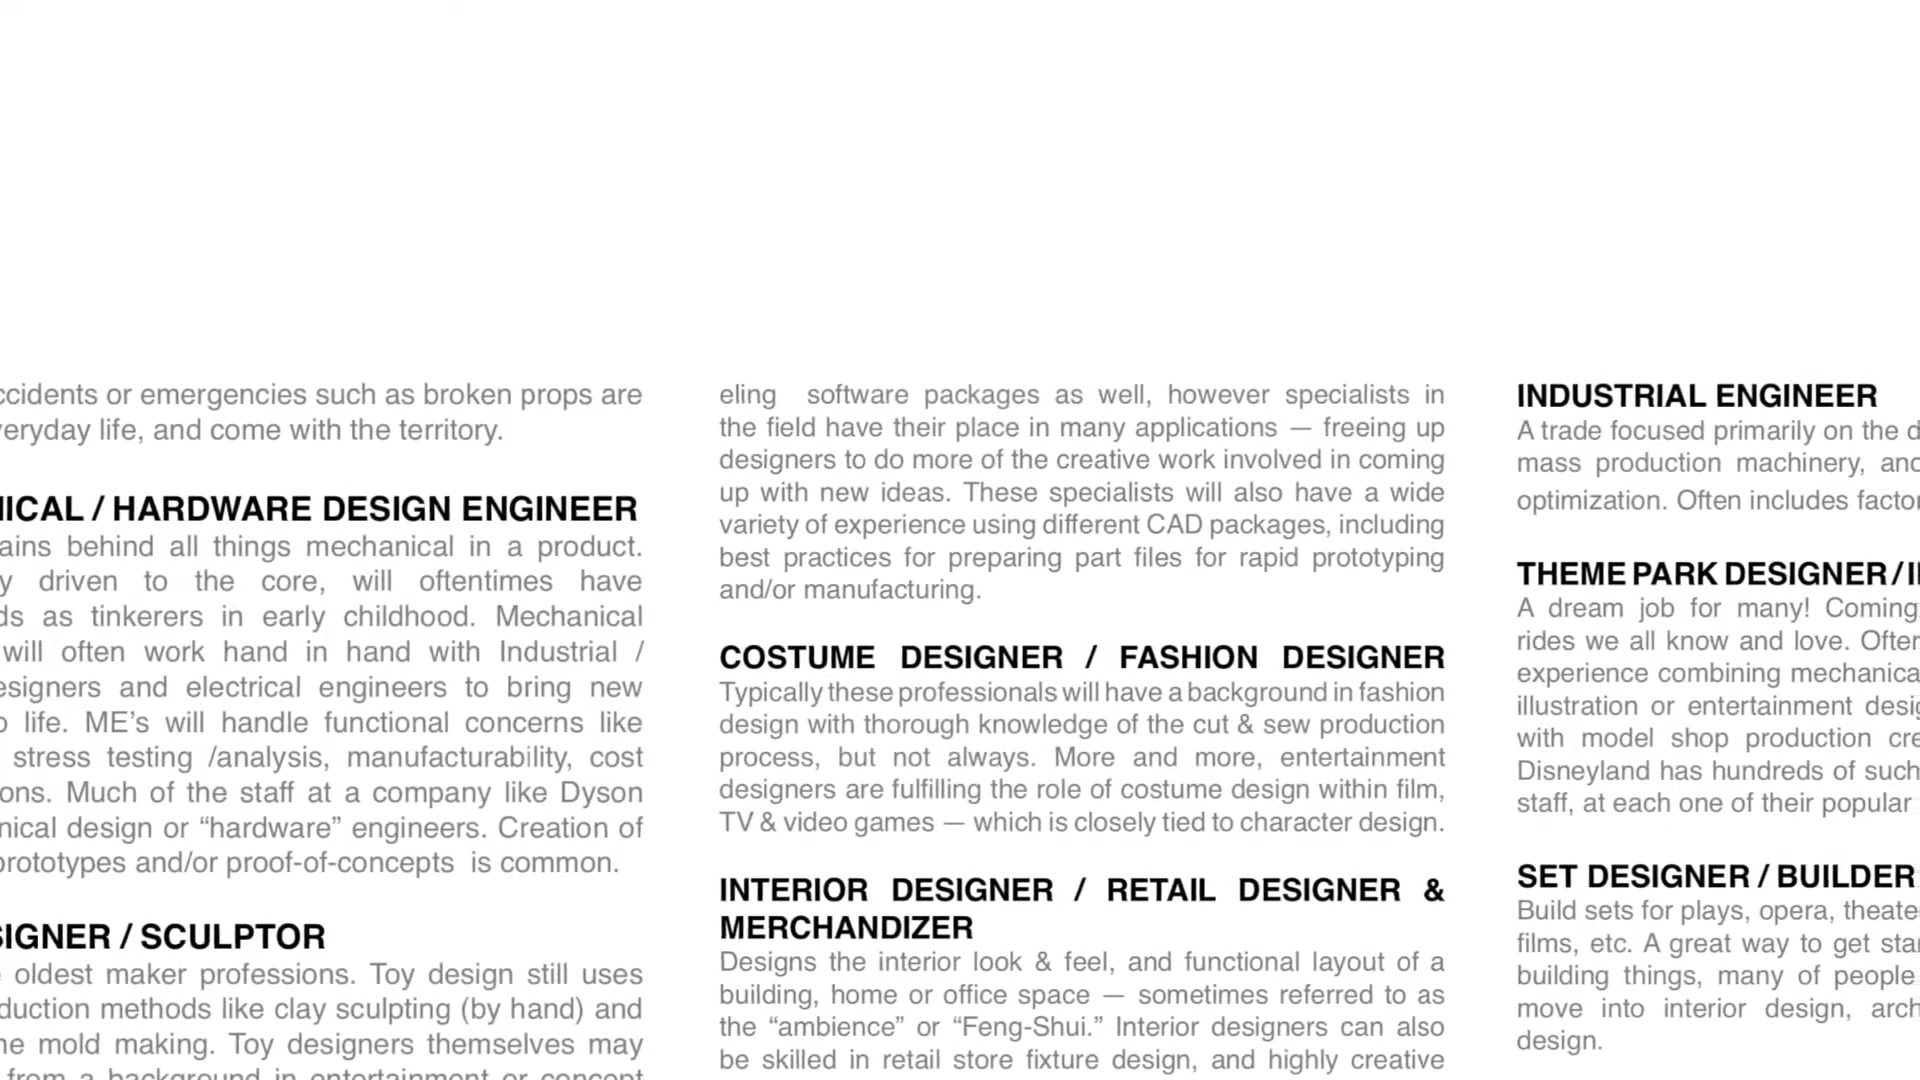 ccidents or emergencies such as broken props are
veryday life, and come with the territory.
NICAL / HARDWARE DESIGN ENGINEER
ains behind all things mechanical in a product.
y driven to the core, will oftentimes have
ds as tinkerers in early childhood. Mechanical
will often work hand in hand with Industrial /
esigners and electrical engineers to bring new
o life. ME’s will handle functional concerns like
stress testing /analysis, manufacturability, cost
ons. Much of the staff at a company like Dyson
nical design or “hardware” engineers. Creation of
prototypes and/or proof-of-concepts is common.
SIGNER / SCULPTOR
e oldest maker professions. Toy design still uses
duction methods like clay sculpting (by hand) and
he mold making. Toy designers themselves may
from a background in entertainment or concept
eling software packages as well, however specialists in
the field have their place in many applications — freeing up
designers to do more of the creative work involved in coming
up with new ideas. These specialists will also have a wide
variety of experience using different CAD packages, including
best practices for preparing part files for rapid prototyping
and/or manufacturing.
COSTUME DESIGNER / FASHION DESIGNER
Typically these professionals will have a background in fashion
design with thorough knowledge of the cut & sew production
process, but not always. More and more, entertainment
designers are fulfilling the role of costume design within film,
TV & video games — which is closely tied to character design.
INTERIOR DESIGNER / RETAIL DESIGNER &
MERCHANDIZER
Designs the interior look & feel, and functional layout of a
building, home or office space — sometimes referred to as
the “ambience” or “Feng-Shui.” Interior designers can also
be skilled in retail store fixture design, and highly creative
INDUSTRIAL ENGINEER
A trade focused primarily on the d
mass production machinery, and
optimization. Often includes factor
THEME PARK DESIGNER / I
A dream job for many! Coming
rides we all know and love. Often
experience combining mechanica
illustration or entertainment desig
with model shop production cre
Disneyland has hundreds of such
staff, at each one of their popular
SET DESIGNER / BUILDER
Build sets for plays, opera, theate
films, etc. A great way to get star
building things, many of people
move into interior design, arch
design.